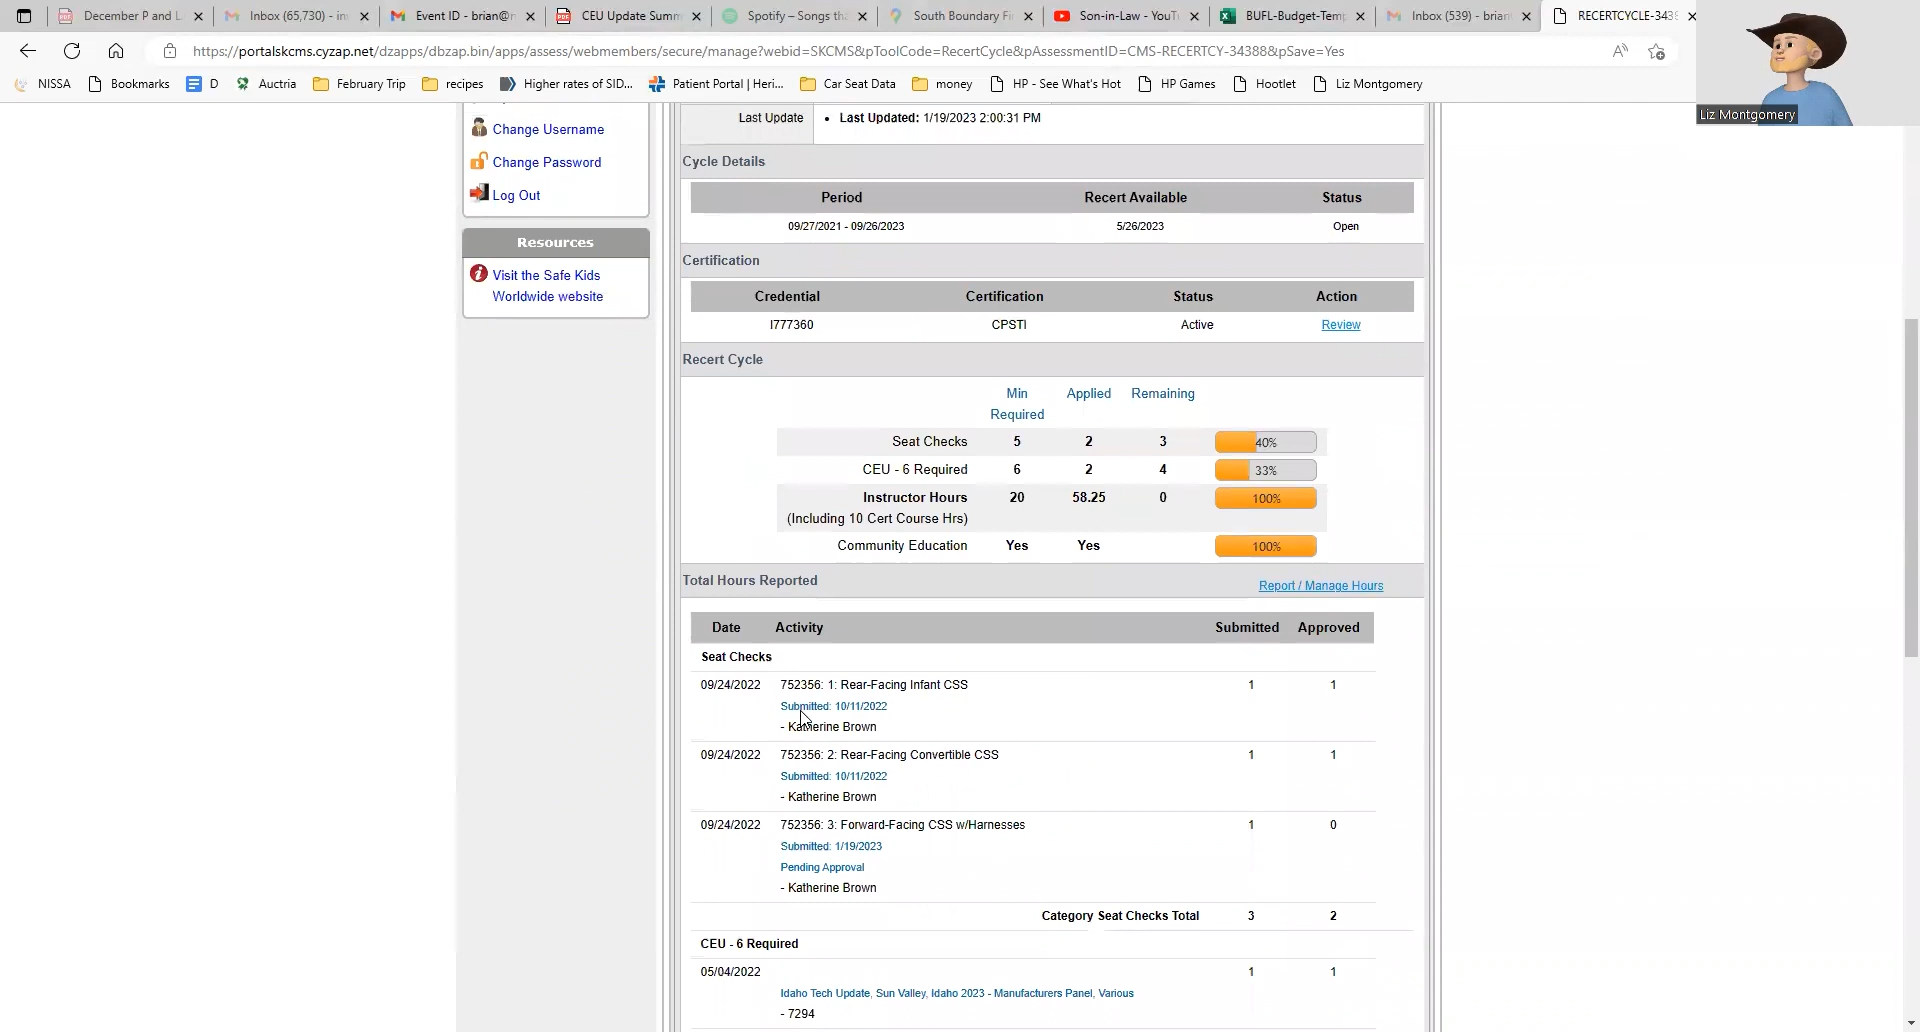 December P and L
Inbox (65,730) - in
Event ID - brian@r
CEU Update Summ
Spotify – Songs th
South Boundary Fi
Son-in-Law - YouT
BUFL-Budget-Temp
Inbox (539) - brian
RECERTCYCLE-3438
https://portalskcms.cyzap.net/dzapps/dbzap.bin/apps/assess/webmembers/secure/manage?webid=SKCMS&pToolCode=RecertCycle&pAssessmentID=CMS-RECERTCY-34388&pSave=Yes
NISSA Bookmarks D Auctria February Trip recipes Higher rates of SID... Patient Portal | Heri... Car Seat Data money HP - See What's Hot HP Games Hootlet Liz Montgomery
Liz Montgomery
Change Username
Change Password
Log Out
Resources
Visit the Safe Kids
Worldwide website
Last Update • Last Updated: 1/19/2023 2:00:31 PM
Cycle Details
Period Recert Available Status
09/27/2021 - 09/26/2023 5/26/2023 Open
Certification
Credential Certification Status Action
I777360 CPSTI Active Review
Recert Cycle
Min Applied Remaining
Required
Seat Checks 5 2 3 40%
CEU - 6 Required 6 2 4 33%
Instructor Hours 20 58.25 0 100%
(Including 10 Cert Course Hrs)
Community Education Yes Yes 100%
Total Hours Reported Report / Manage Hours
Date Activity Submitted Approved
Seat Checks
09/24/2022 752356: 1: Rear-Facing Infant CSS 1 1
Submitted: 10/11/2022
- Katherine Brown
09/24/2022 752356: 2: Rear-Facing Convertible CSS 1 1
Submitted: 10/11/2022
- Katherine Brown
09/24/2022 752356: 3: Forward-Facing CSS w/Harnesses 1 0
Submitted: 1/19/2023
Pending Approval
- Katherine Brown
Category Seat Checks Total 3 2
CEU - 6 Required
05/04/2022 1 1
Idaho Tech Update, Sun Valley, Idaho 2023 - Manufacturers Panel, Various
- 7294